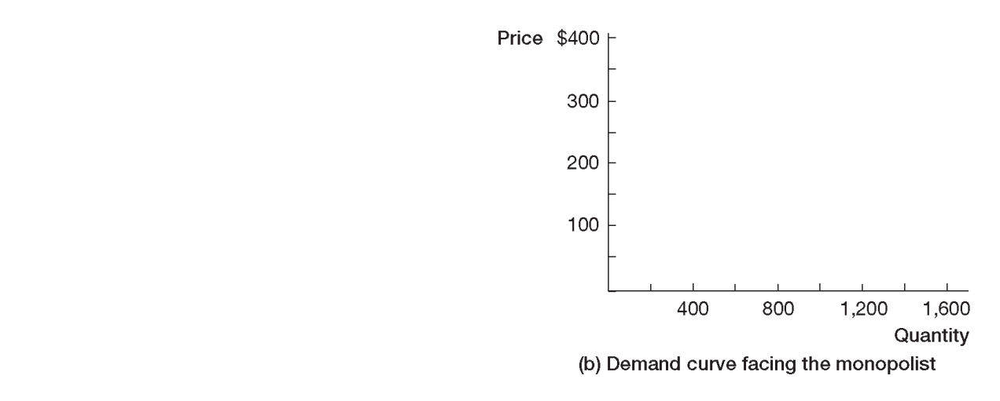 Price $400
300
200
100
400 800 1,200 1,600
Quantity
(b) Demand curve facing the monopolist